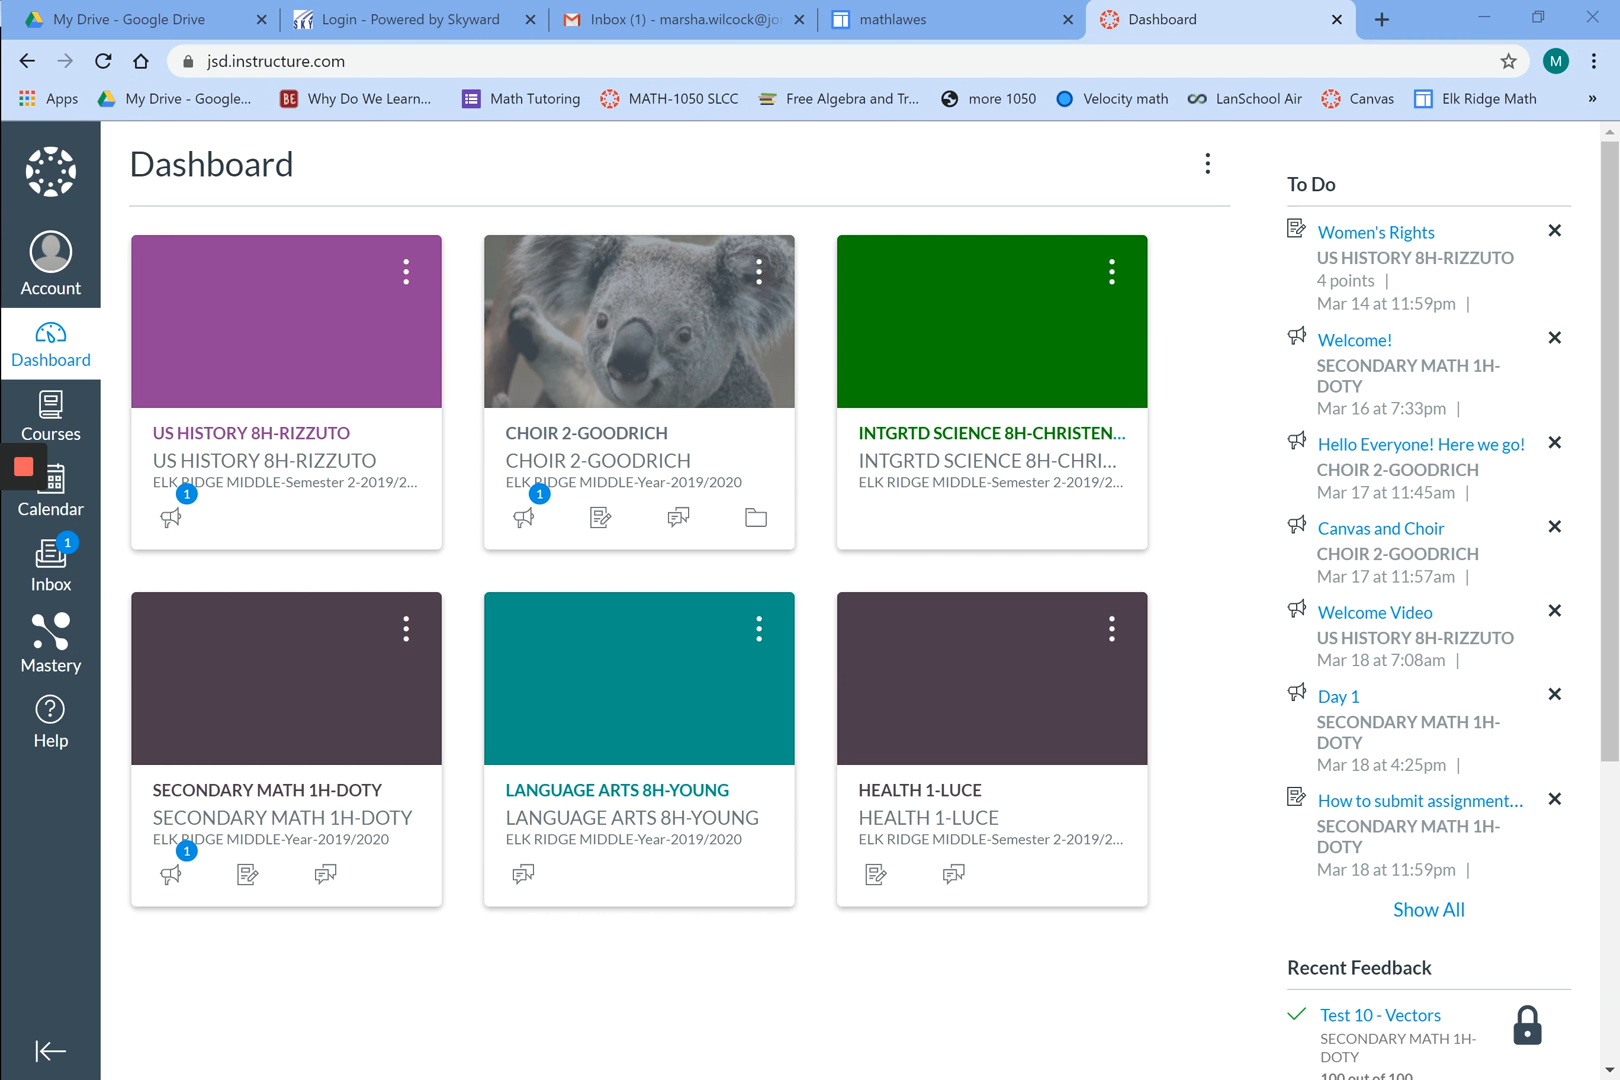 My Drive - Google Drive
Login - Powered by Skyward
Inbox (1) - marsha.wilcock@jor
mathlawes
Dashboard
jsd.instructure.com
M
Apps
My Drive - Google...
BE
Why Do We Learn...
Math Tutoring
MATH-1050 SLCC
Free Algebra and Tr...
more 1050
Velocity math
LanSchool Air
Canvas
Elk Ridge Math
»
Account
Dashboard
Courses
Calendar
1
Inbox
Mastery
Help
Dashboard
US HISTORY 8H-RIZZUTO
US HISTORY 8H-RIZZUTO
ELK RIDGE MIDDLE-Semester 2-2019/2...
1
CHOIR 2-GOODRICH
CHOIR 2-GOODRICH
ELK RIDGE MIDDLE-Year-2019/2020
1
INTGRTD SCIENCE 8H-CHRISTEN...
INTGRTD SCIENCE 8H-CHRI...
ELK RIDGE MIDDLE-Semester 2-2019/2...
SECONDARY MATH 1H-DOTY
SECONDARY MATH 1H-DOTY
ELK RIDGE MIDDLE-Year-2019/2020
1
LANGUAGE ARTS 8H-YOUNG
LANGUAGE ARTS 8H-YOUNG
ELK RIDGE MIDDLE-Year-2019/2020
HEALTH 1-LUCE
HEALTH 1-LUCE
ELK RIDGE MIDDLE-Semester 2-2019/2...
To Do
Women's Rights
US HISTORY 8H-RIZZUTO
4 points |
Mar 14 at 11:59pm |
Welcome!
SECONDARY MATH 1H-
DOTY
Mar 16 at 7:33pm |
Hello Everyone! Here we go!
CHOIR 2-GOODRICH
Mar 17 at 11:45am |
Canvas and Choir
CHOIR 2-GOODRICH
Mar 17 at 11:57am |
Welcome Video
US HISTORY 8H-RIZZUTO
Mar 18 at 7:08am |
Day 1
SECONDARY MATH 1H-
DOTY
Mar 18 at 4:25pm |
How to submit assignment...
SECONDARY MATH 1H-
DOTY
Mar 18 at 11:59pm |
Show All
Recent Feedback
Test 10 - Vectors
SECONDARY MATH 1H-
DOTY
100 out of 100